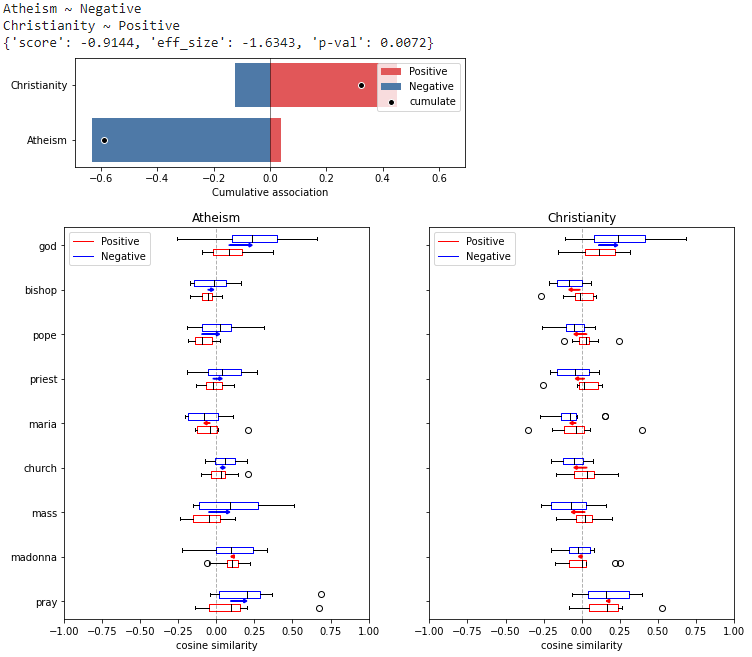 Atheism ~ Negative
Christianity ~ Positive
{'score': -0.9144, 'eff_size': -1.6343, 'p-val': 0.0072}
Christianity
Atheism
Positive
Negative
cumulate
−0.6 −0.4 −0.2 0.0 0.2 0.4 0.6
Cumulative association
Atheism
Positive
Negative
god
bishop
pope
priest
maria
church
mass
madonna
pray
−1.00 −0.75 −0.50 −0.25 0.00 0.25 0.50 0.75 1.00
cosine similarity
Christianity
Positive
Negative
−1.00 −0.75 −0.50 −0.25 0.00 0.25 0.50 0.75 1.00
cosine similarity